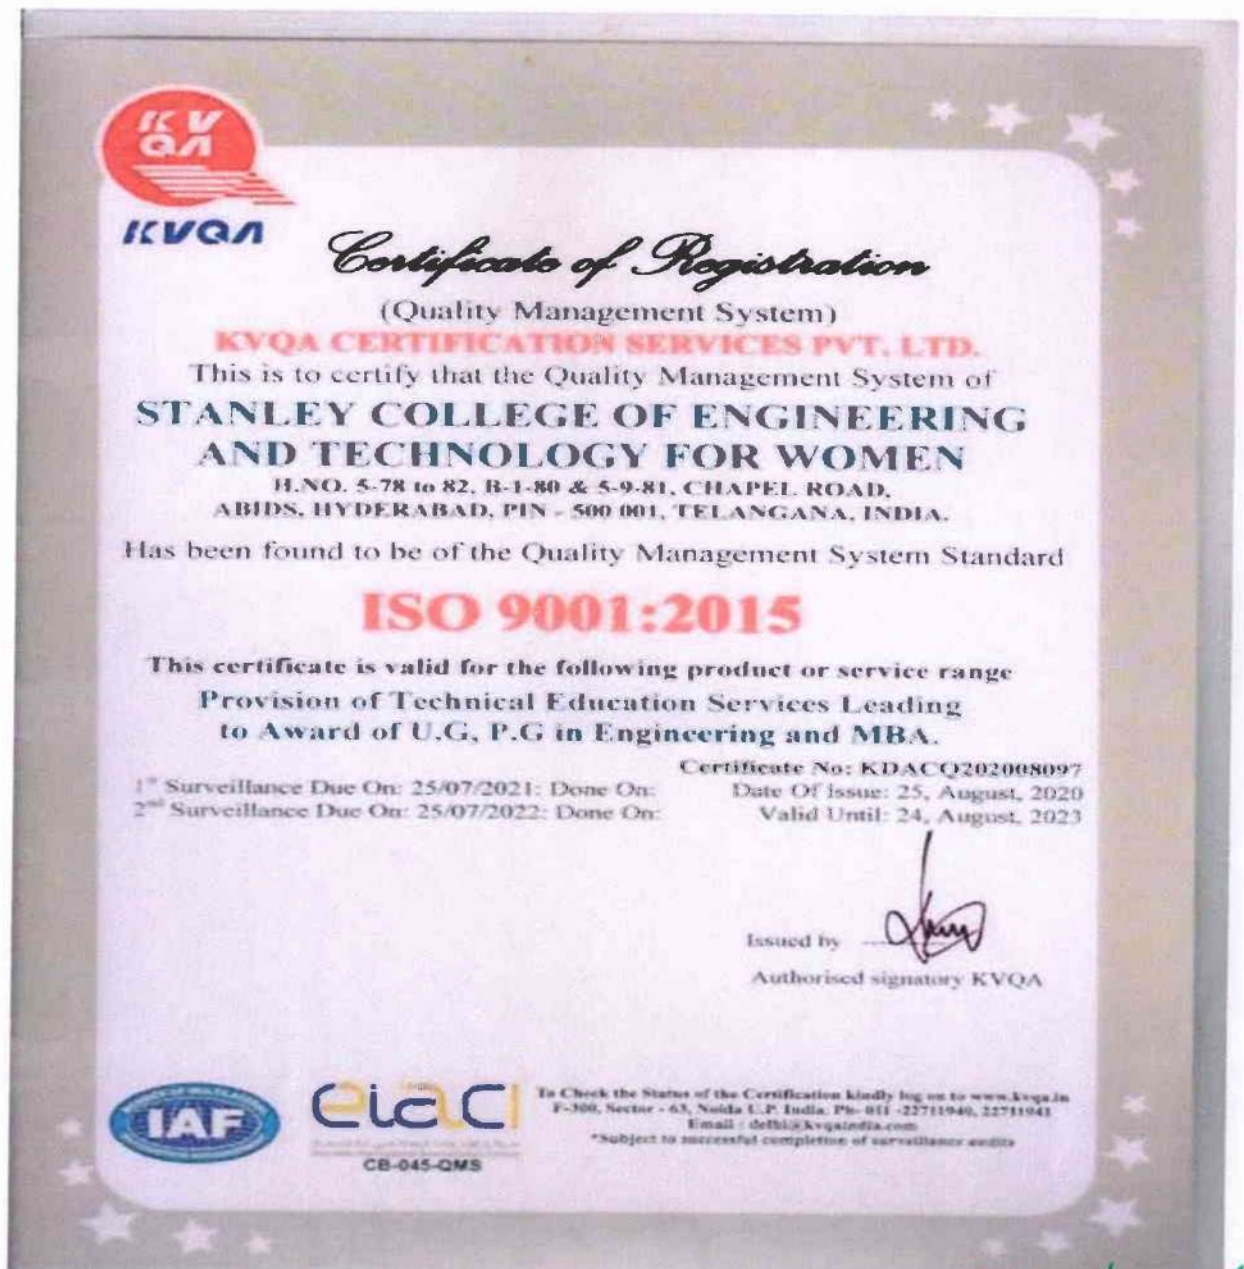 KV
QA
KVQA
Certificate of Registration
(Quality Management System)
KVQA CERTIFICATION SERVICES PVT. LTD.
This is to certify that the Quality Management System of
STANLEY COLLEGE OF ENGINEERING
AND TECHNOLOGY FOR WOMEN
H.NO. 5-78 to 82, B-1-80 & 5-9-81, CHAPEL ROAD,
ABIDS, HYDERABAD, PIN - 500 001, TELANGANA, INDIA.
Has been found to be of the Quality Management System Standard
ISO 9001:2015
This certificate is valid for the following product or service range
Provision of Technical Education Services Leading
to Award of U.G, P.G in Engineering and MBA.
Certificate No: KDACQ202008097
1st Surveillance Due On: 25/07/2021: Done On: Date Of issue: 25, August, 2020
2nd Surveillance Due On: 25/07/2022: Done On: Valid Until: 24, August, 2023
Issued by
Authorised signatory KVQA
IAF
eiaci
CB-045-QMS
To Check the Status of the Certification kindly log on to www.kvqa.in
F-300, Sector - 63, Noida U.P. India. Ph- 011 -22711940, 22711941
Email : delhi@kvqaindia.com
*Subject to successful completion of surveillance audits